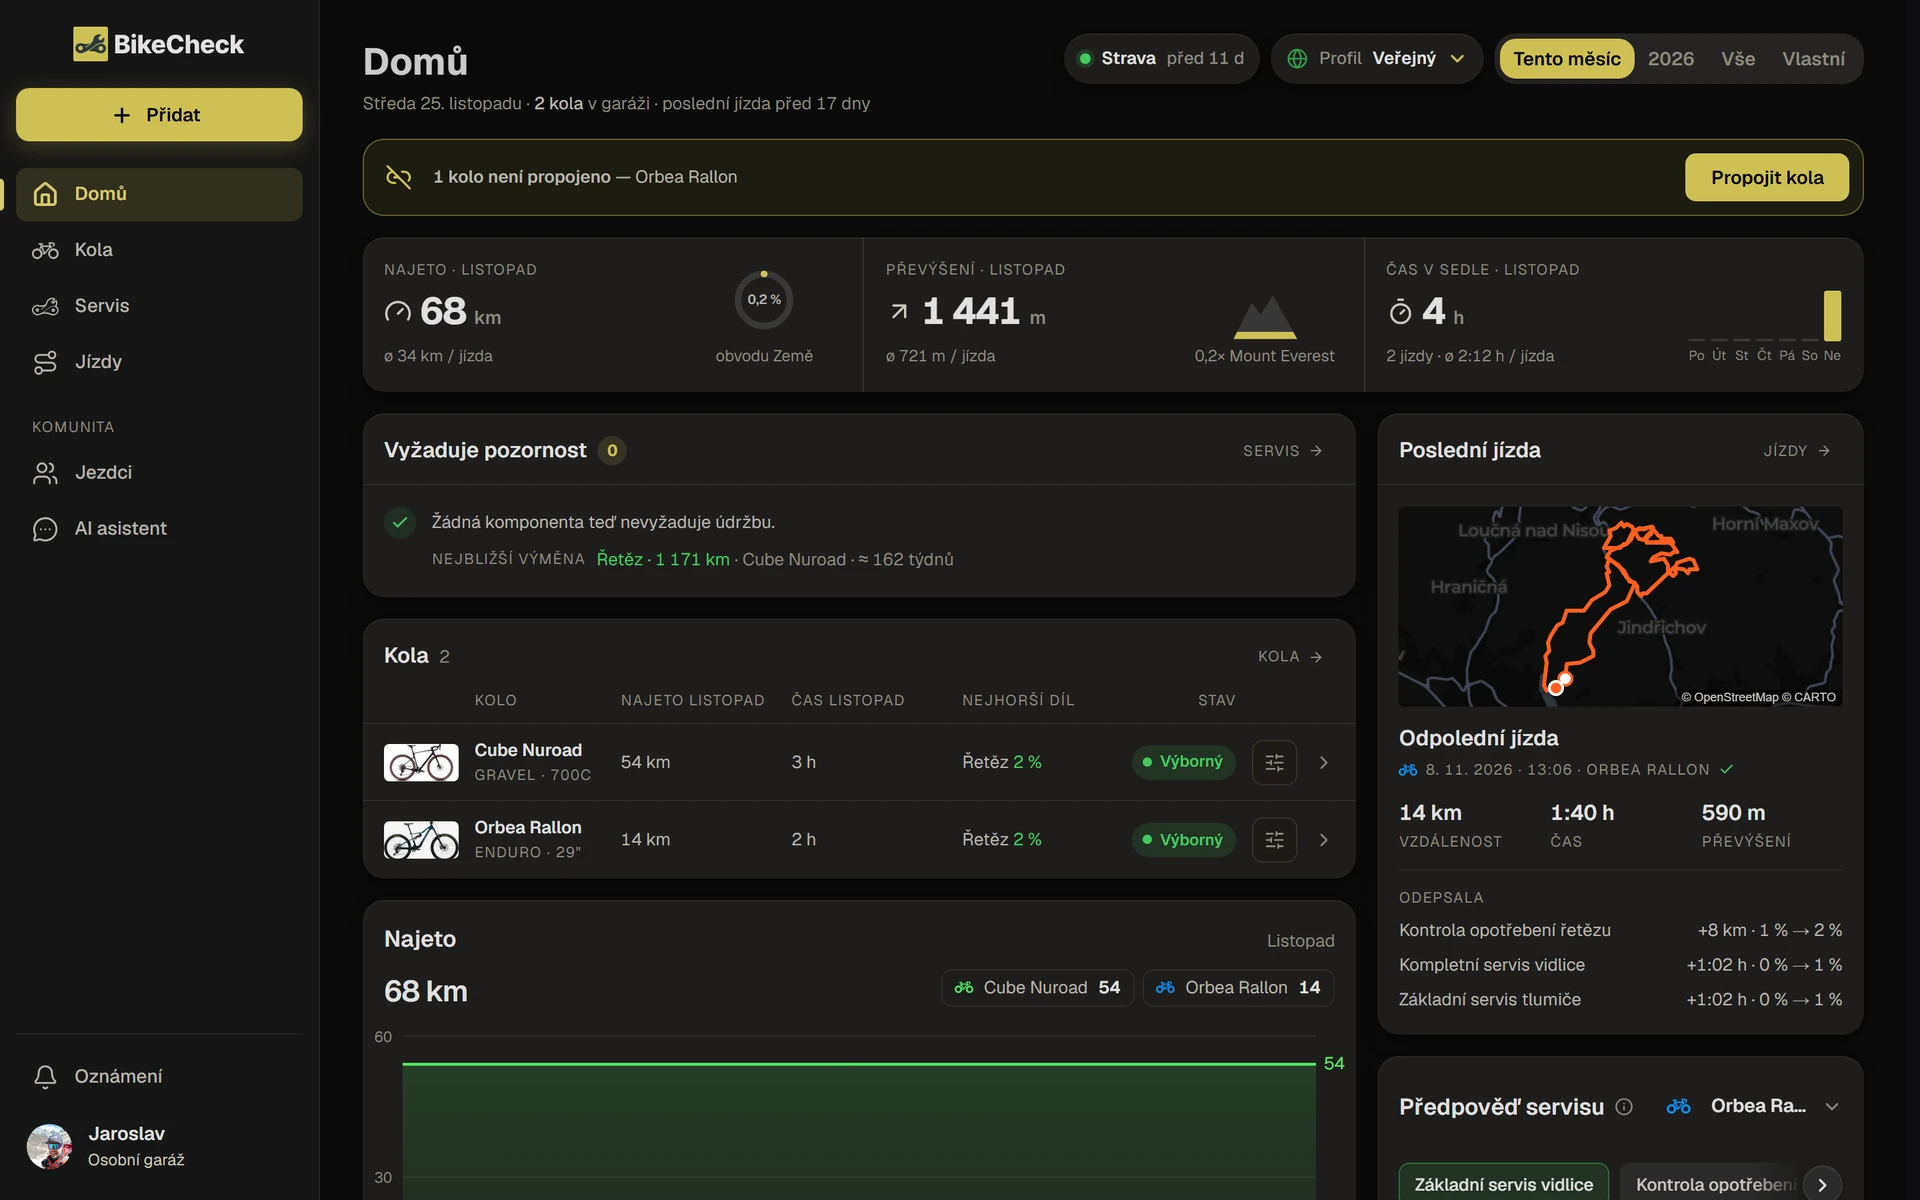 BikeCheck
Přidat
Domů
Kola
Servis
Jízdy
KOMUNITA
Jezdci
AI asistent
Oznámení
Jaroslav
Osobní garáž
Domů
Středa 25. listopadu · 2 kola v garáži · poslední jízda před 17 dny
Strava před 11 d
Profil Veřejný
Tento měsíc 2026 Vše Vlastní
1 kolo není propojeno — Orbea Rallon
Propojit kola
NAJETO · LISTOPAD
68 km
ø 34 km / jízda
0,2 %
obvodu Země
PŘEVÝŠENÍ · LISTOPAD
1 441 m
ø 721 m / jízda
0,2× Mount Everest
ČAS V SEDLE · LISTOPAD
4 h
2 jízdy · ø 2:12 h / jízda
Po Út St Čt Pá So Ne
Vyžaduje pozornost 0
SERVIS →
Žádná komponenta teď nevyžaduje údržbu.
NEJBLIŽŠÍ VÝMĚNA Řetěz · 1 171 km · Cube Nuroad · ≈ 162 týdnů
Kola 2
KOLA →
KOLO NAJETO LISTOPAD ČAS LISTOPAD NEJHORŠÍ DÍL STAV
Cube Nuroad
GRAVEL · 700C
54 km 3 h Řetěz 2 % Výborný
Orbea Rallon
ENDURO · 29"
14 km 2 h Řetěz 2 % Výborný
Najeto
Listopad
68 km
Cube Nuroad 54
Orbea Rallon 14
60
54
30
Poslední jízda
JÍZDY →
Loučná nad Nisou
Horní Maxov
Hraničná
Jindřichov
© OpenStreetMap © CARTO
Odpolední jízda
8. 11. 2026 · 13:06 · ORBEA RALLON
14 km 1:40 h 590 m
VZDÁLENOST ČAS PŘEVÝŠENÍ
ODEPSALA
Kontrola opotřebení řetězu +8 km · 1 % → 2 %
Kompletní servis vidlice +1:02 h · 0 % → 1 %
Základní servis tlumiče +1:02 h · 0 % → 1 %
Předpověď servisu
Orbea Ra...
Základní servis vidlice
Kontrola opotřebení